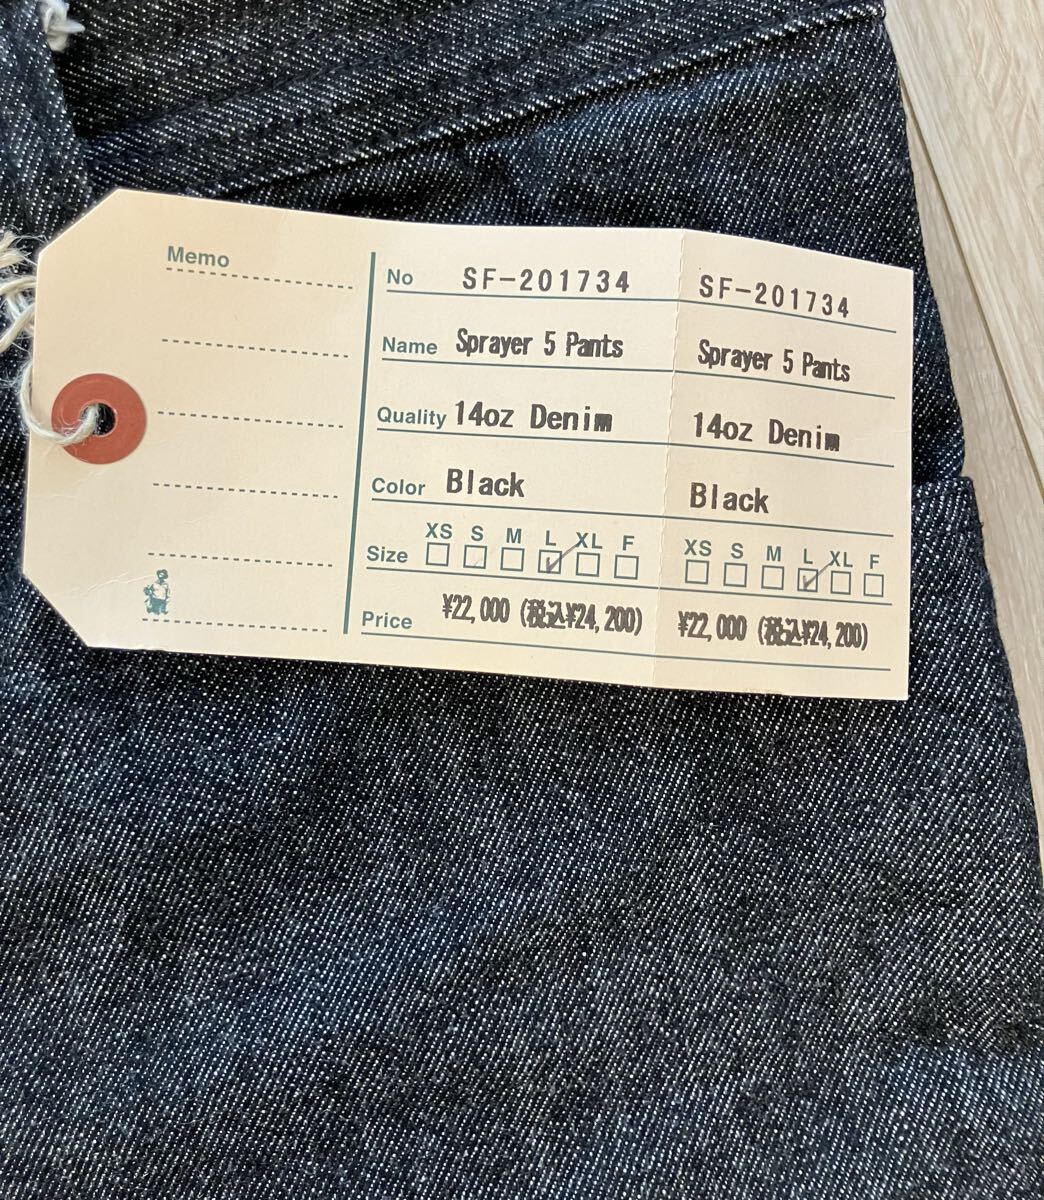 Memo
No SF-201734 SF-201734
Name Sprayer 5 Pants Sprayer 5 Pants
Quality 14oz Denim 14oz Denim
Color Black Black
XS S M L XL F XS S M L XL F
Size
Price ¥22,000 (税込¥24,200) ¥22,000 (税込¥24,200)